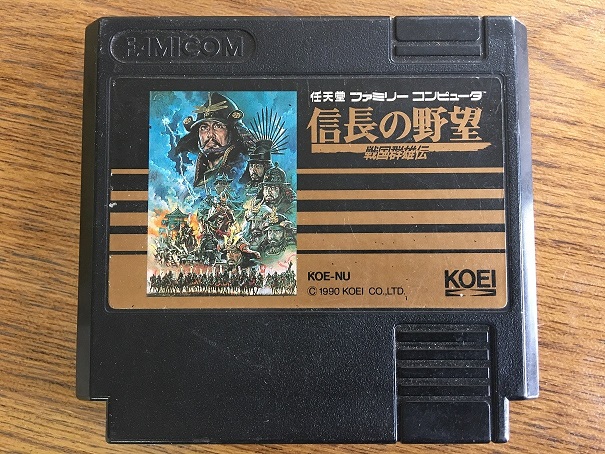 FAMICOM
任天堂 ファミリー コンピュータ
信長の野望
戦国群雄伝
KOE-NU
© 1990 KOEI CO.,LTD.
KOEI